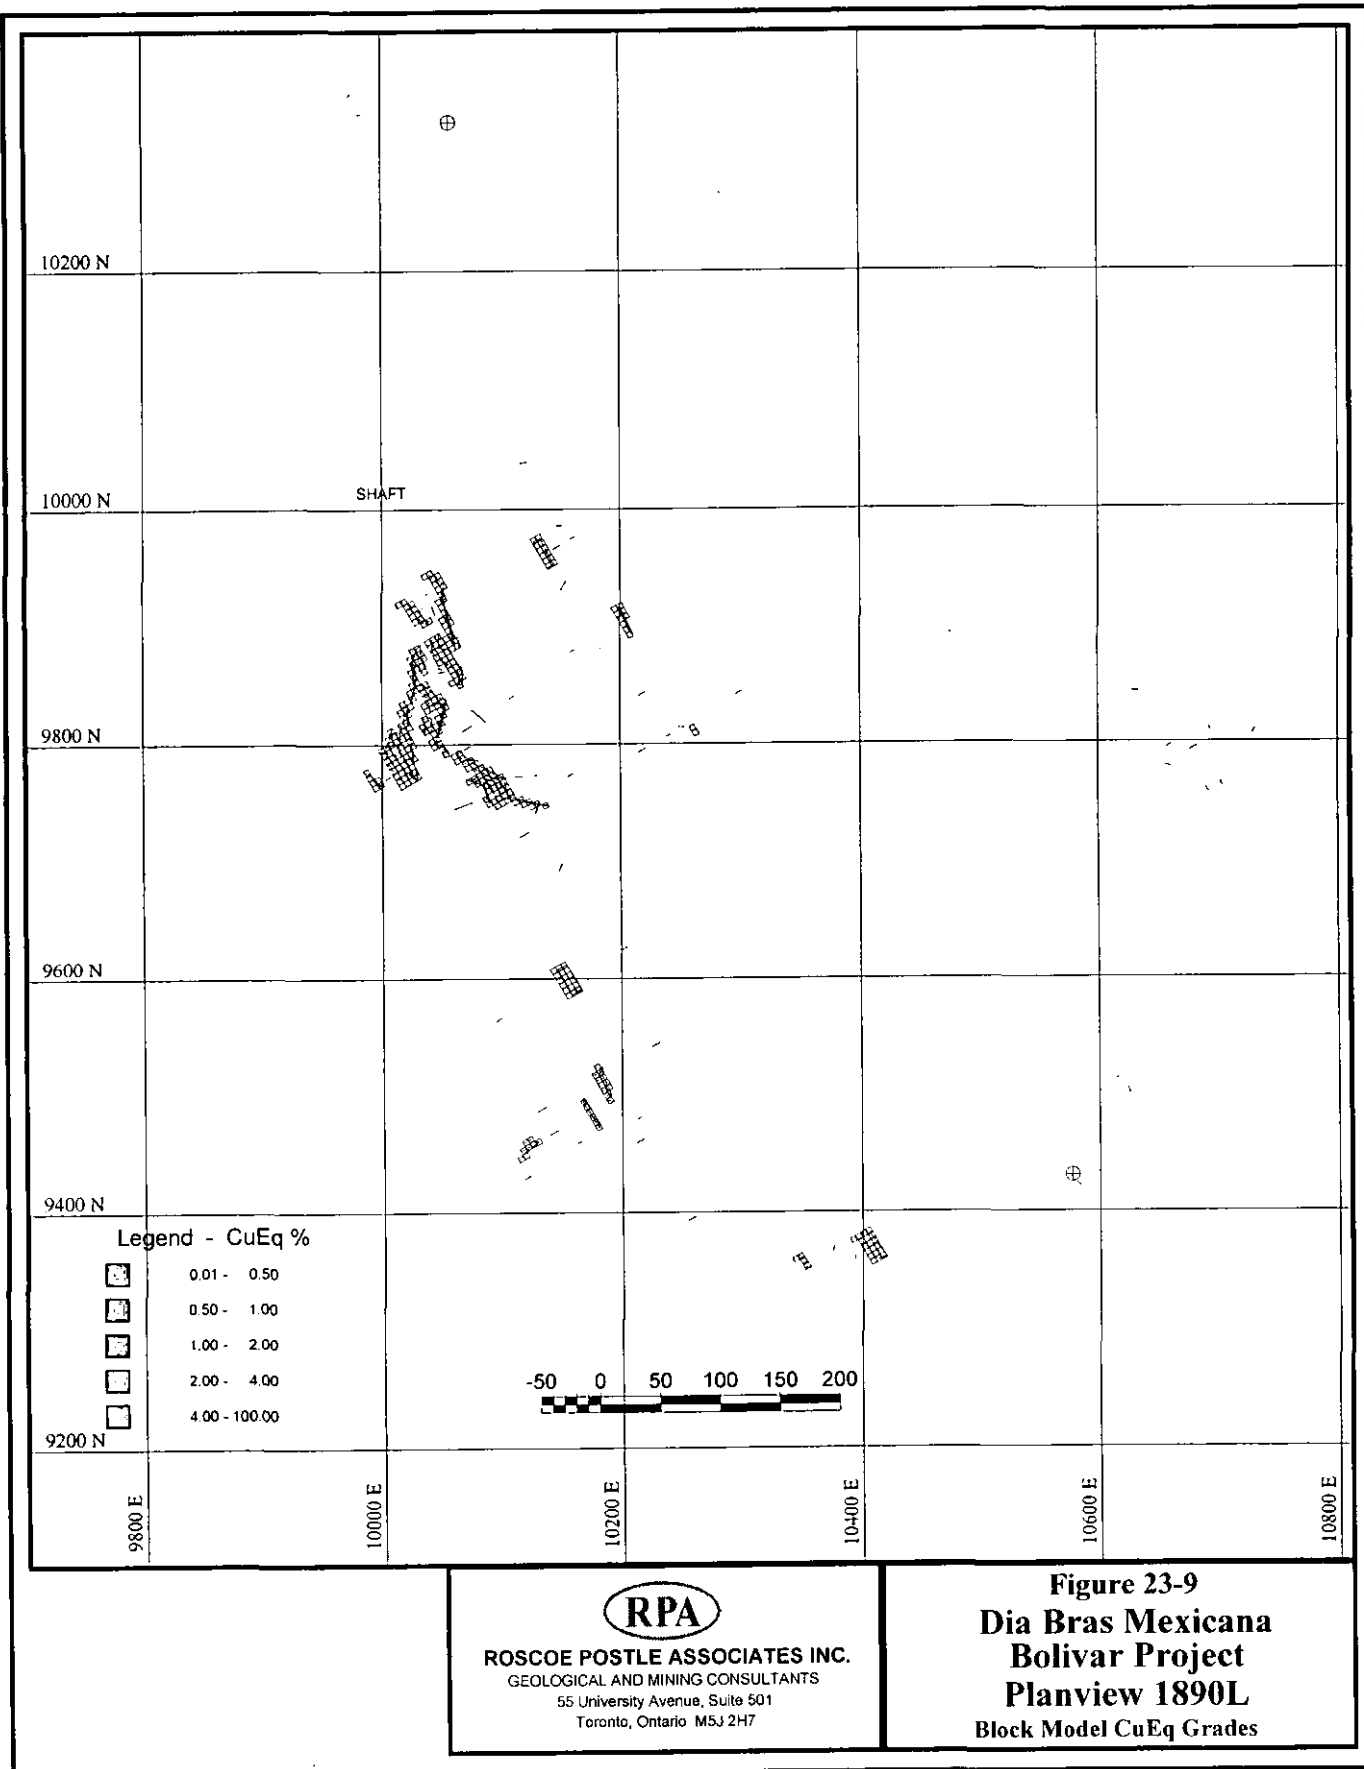 10200 N
SHAFT
10000 N
9800 N
9600 N
9400 N
Legend - CuEq %
0.01 - 0.50
0.50 - 1.00
1.00 - 2.00
2.00 - 4.00
4.00 - 100.00
-50 0 50 100 150 200
9200 N
9800 E
10000 E
10200 E
10400 E
10600 E
10800 E
RPA
ROSCOE POSTLE ASSOCIATES INC.
GEOLOGICAL AND MINING CONSULTANTS
55 University Avenue, Suite 501
Toronto, Ontario M5J 2H7
Figure 23-9
Dia Bras Mexicana
Bolivar Project
Planview 1890L
Block Model CuEq Grades